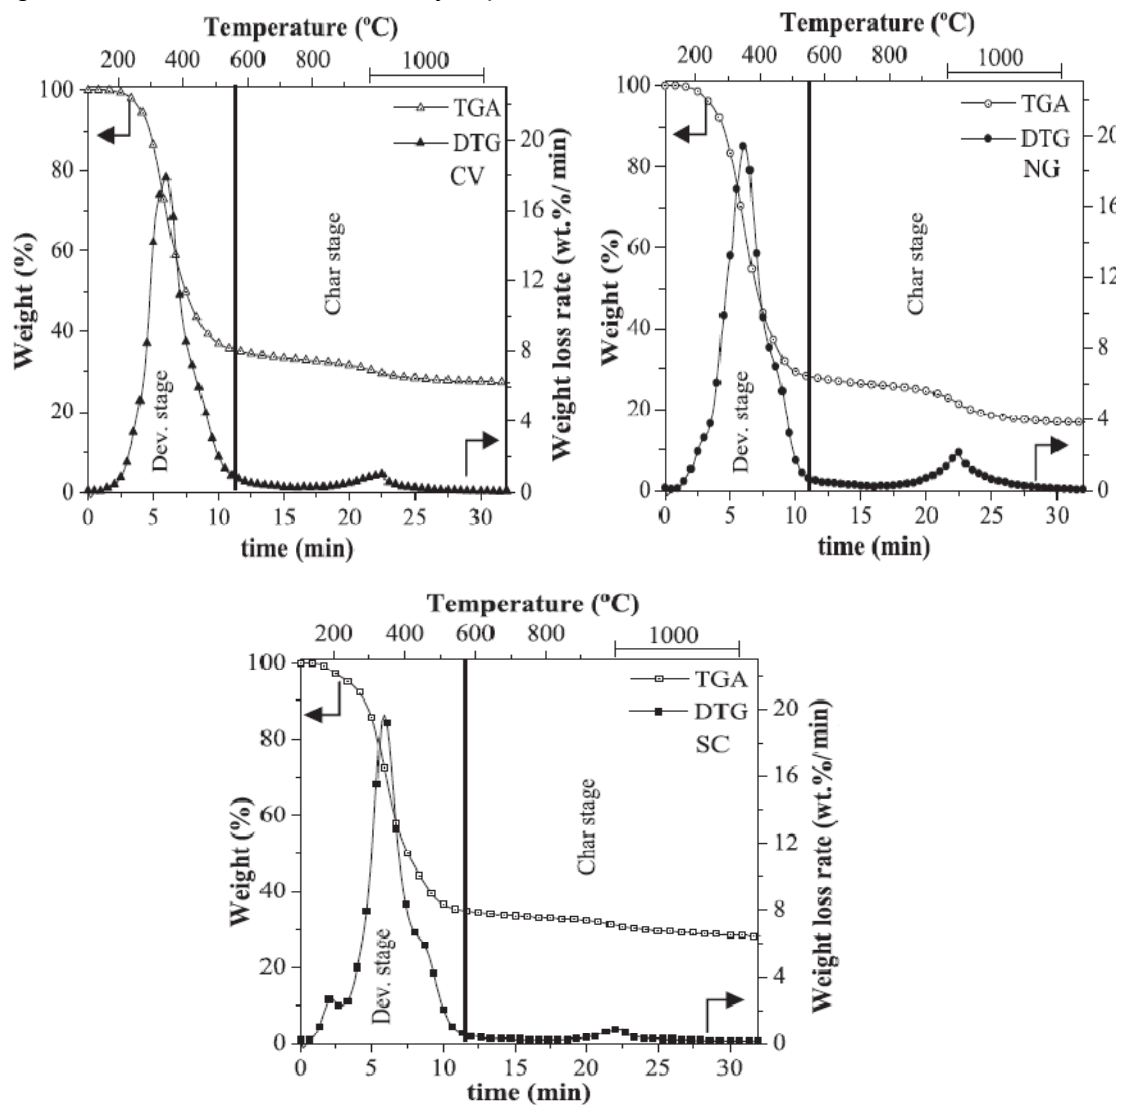 Temperature (ºC)
200 400 600 800 1000
100
80
60
40
20
0
Weight (%)
TGA
DTG
CV
Char stage
Dev. stage
20
16
12
8
4
0
Weight loss rate (wt.%/min)
0 5 10 15 20 25 30
time (min)
Temperature (ºC)
200 400 600 800 1000
100
80
60
40
20
0
Weight (%)
TGA
DTG
NG
Char stage
Dev. stage
8
4
0
0 5 10 15 20 25 30
time (min)
Temperature (ºC)
200 400 600 800 1000
100
80
60
40
20
0
Weight (%)
TGA
DTG
SC
Char stage
Dev. stage
20
16
12
8
4
0
Weight loss rate (wt.%/min)
0 5 10 15 20 25 30
time (min)